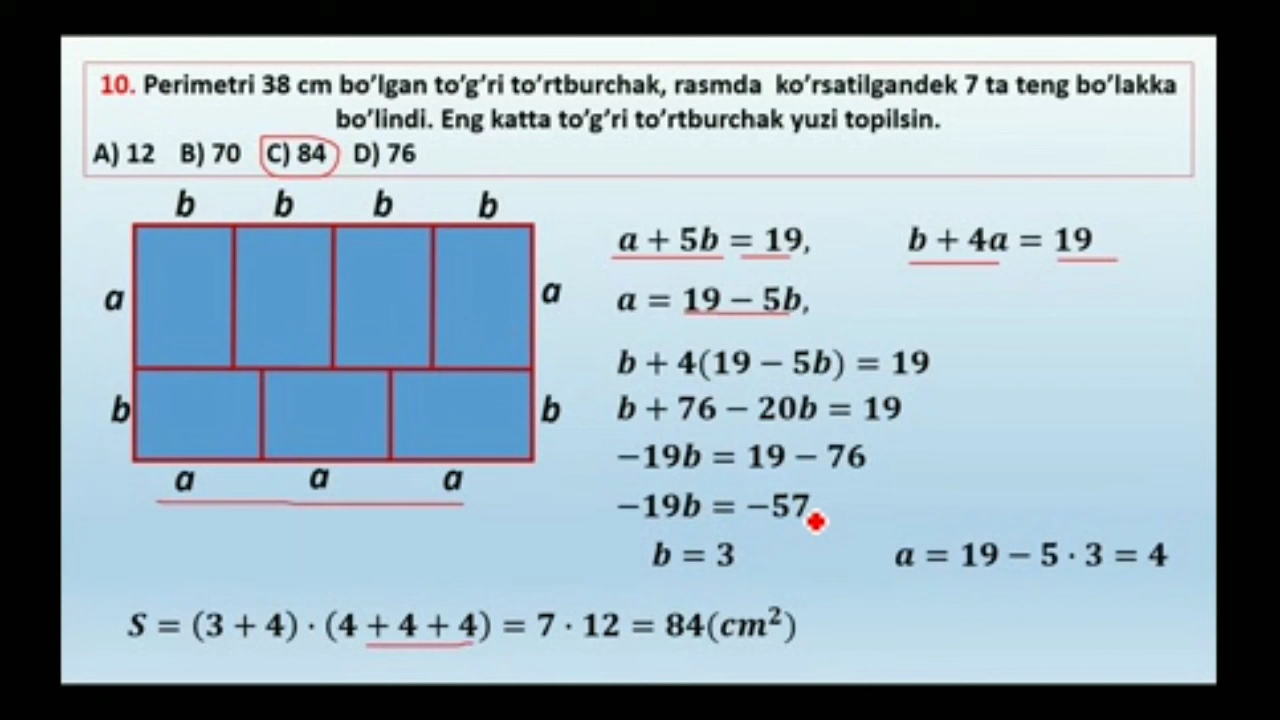 10. Perimetri 38 cm bo’lgan to’g’ri to’rtburchak, rasmda ko’rsatilgandek 7 ta teng bo’lakka
bo’lindi. Eng katta to’g’ri to’rtburchak yuzi topilsin.
A) 12 B) 70 C) 84 D) 76
b b b b
a a
b b
a a a
a + 5b = 19, b + 4a = 19
a = 19 − 5b,
b + 4(19 − 5b) = 19
b + 76 − 20b = 19
−19b = 19 − 76
−19b = −57
b = 3 a = 19 − 5 · 3 = 4
S = (3 + 4) · (4 + 4 + 4) = 7 · 12 = 84(cm²)